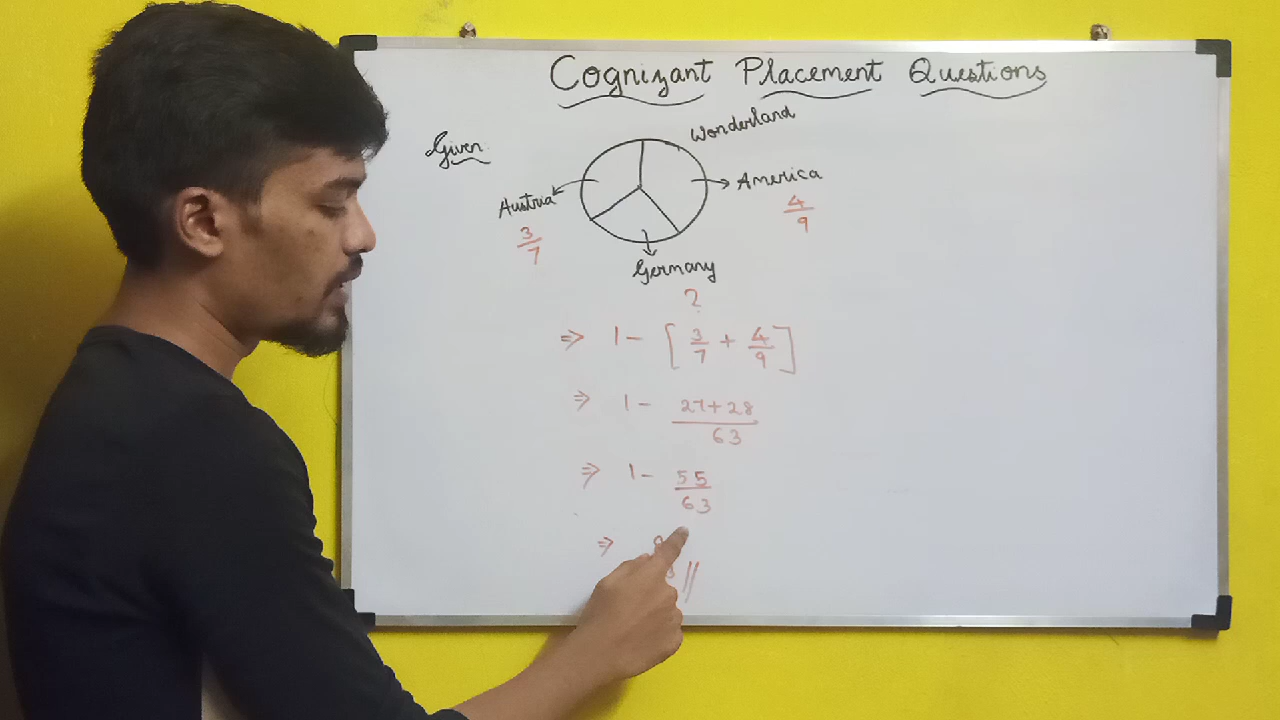 Cognizant Placement Questions
Given:
Wonderland
Austria
3/7
America
4/9
Germany
?
⇒ 1 - [3/7 + 4/9]
⇒ 1 - 27+28/63
⇒ 1 - 55/63
⇒